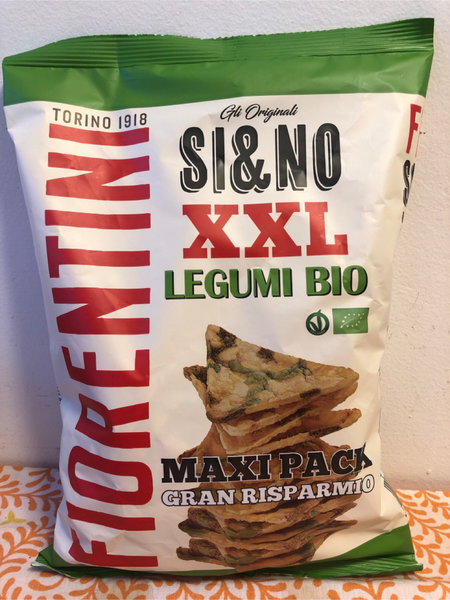 TORINO 1918
FIORENTINI
Gli Originali
SI&NO
XXL
LEGUMI BIO
MAXI PACK
GRAN RISPARMIO